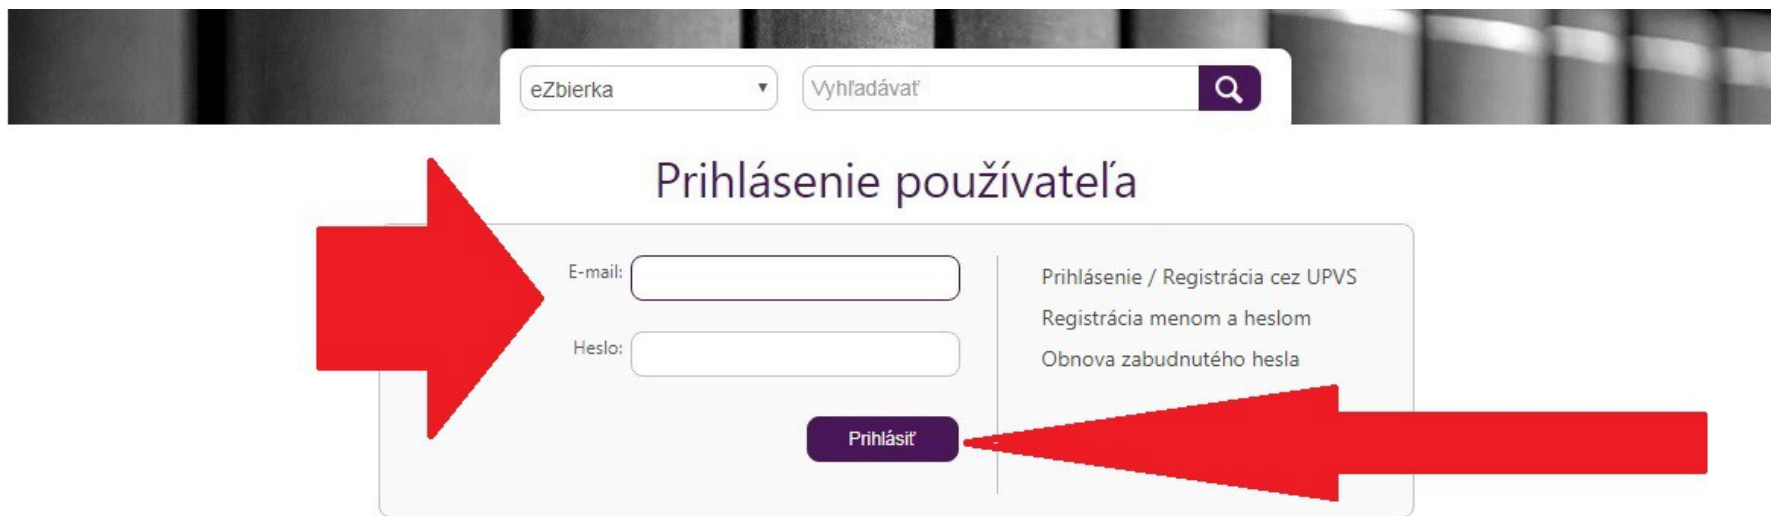 eZbierka
Vyhľadávať
Prihlásenie používateľa
E-mail:
Heslo:
Prihlásiť
Prihlásenie / Registrácia cez UPVS
Registrácia menom a heslom
Obnova zabudnutého hesla